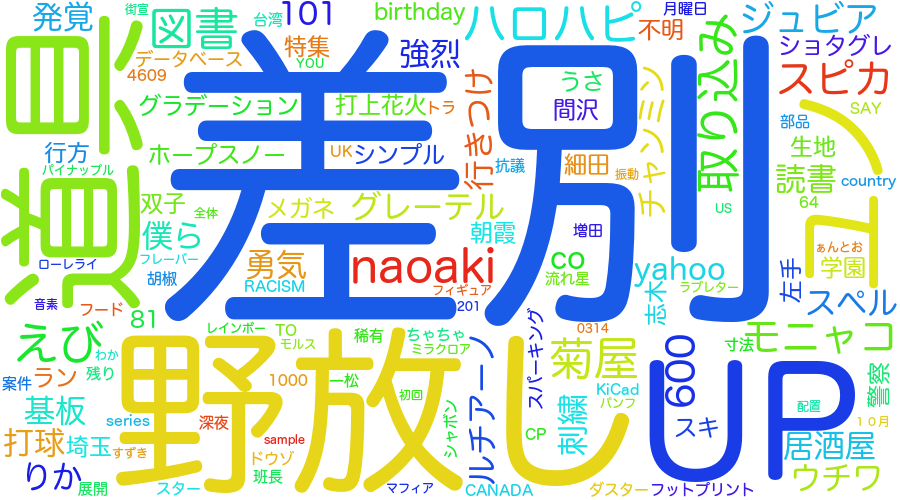 発覚
街宣
図書
台湾
101
birthday
ハロハピ
月曜日
不明
ジュビア
道具
特集
強烈
ショタグレ
データベース
YOU
4609
差別
うさ
スピカ
取り込み
グラデーション
打上花火
トラ
行きつけ
間沢
チャンミン
SAY
部品
行方
ホープスノー
UK
シンプル
抗議
細田
振動
生地
パイナップル
読書
country
双子
全体
メガネ
グレーテル
US
64
僕ら
朝霞
増田
ぁんとお
フレーバー
ローレライ
勇気
naoaki
co
yahoo
学園
胡椒
RACISM
フィギュア
流れ星
ラブレター
左手
音素
フード
201
志木
スペル
81
レインボー
TO
稀有
ちゃちゃ
スパーキング
0314
えび
モルス
ミラクロア
寸法
モニャコ
わか
野放し
UP
ユノ
菊屋
600
案件
ラン
残り
1000
一松
ルチアーノ
KiCad
警察
基板
初回
パンフ
配置
series
深夜
シャボン
刺繍
スキ
10月
打球
埼玉
sample
CP
居酒屋
すずき
ドウゾ
りか
班長
ウチワ
展開
スター
マフィア
CANADA
ダスター
フットプリント